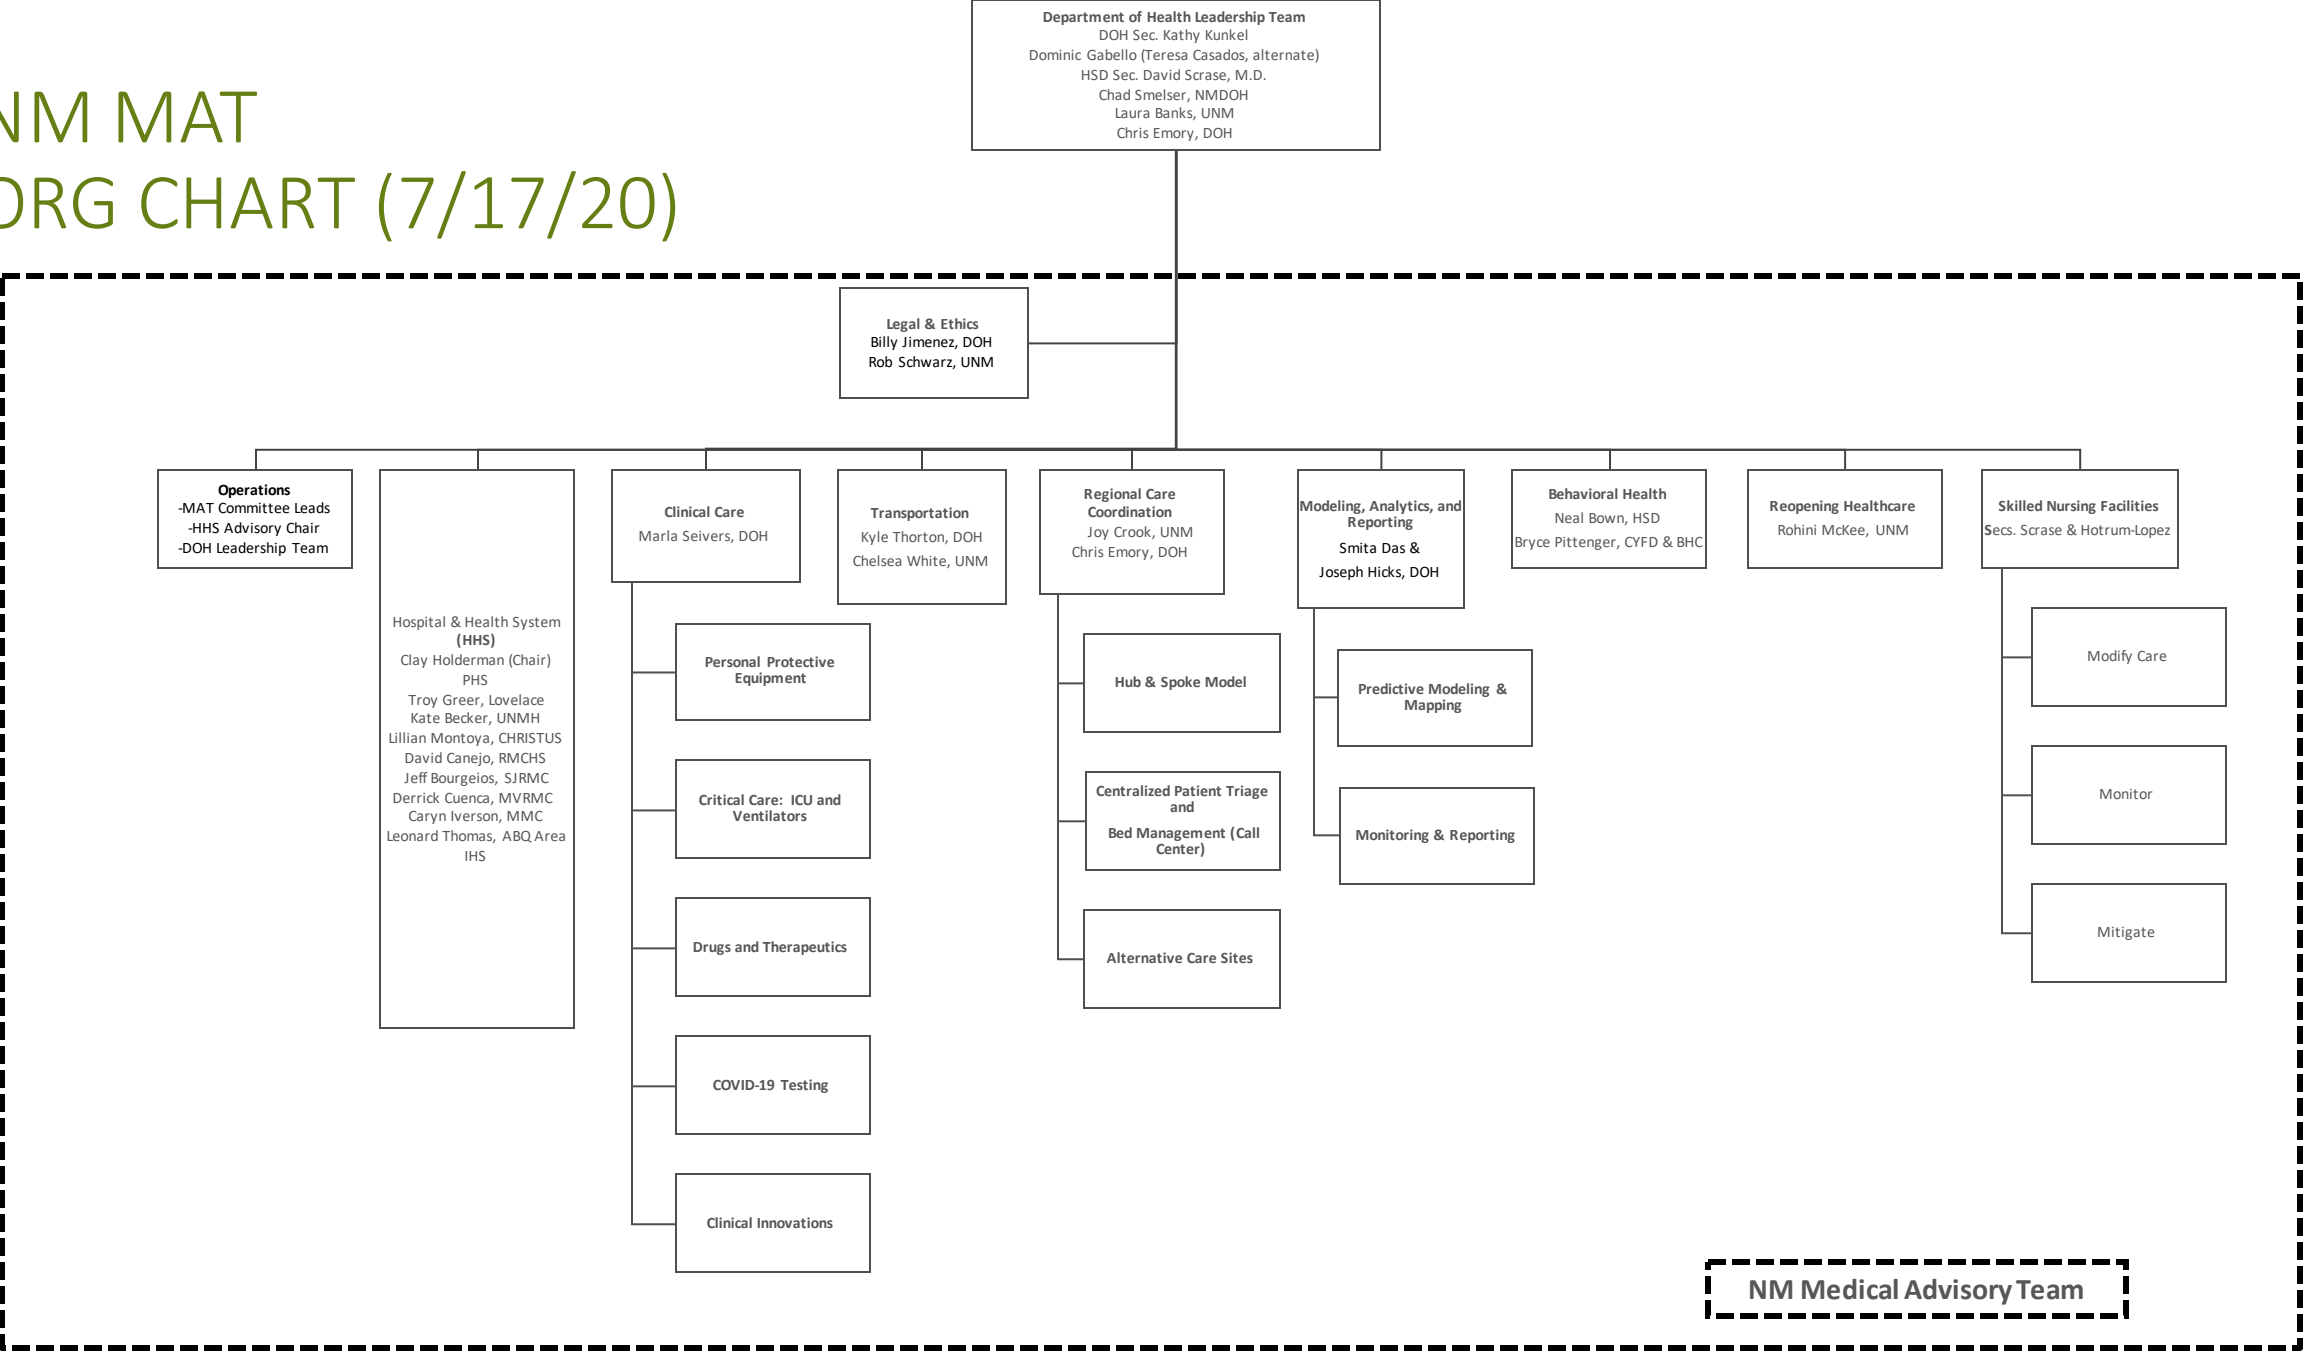 NM MAT
ORG CHART (7/17/20)
Department of Health Leadership Team
DOH Sec. Kathy Kunkel
Dominic Gabello (Teresa Casados, alternate)
HSD Sec. David Scrase, M.D.
Chad Smelser, NMDOH
Laura Banks, UNM
Chris Emory, DOH
Legal & Ethics
Billy Jimenez, DOH
Rob Schwarz, UNM
Operations
-MAT Committee Leads
-HHS Advisory Chair
-DOH Leadership Team
Hospital & Health System
(HHS)
Clay Holderman (Chair)
PHS
Troy Greer, Lovelace
Kate Becker, UNMH
Lillian Montoya, CHRISTUS
David Canejo, RMCHS
Jeff Bourgeios, SJRMC
Derrick Cuenca, MVRMC
Caryn Iverson, MMC
Leonard Thomas, ABQ Area
IHS
Clinical Care
Marla Seivers, DOH
Personal Protective
Equipment
Critical Care: ICU and
Ventilators
Drugs and Therapeutics
COVID-19 Testing
Clinical Innovations
Transportation
Kyle Thorton, DOH
Chelsea White, UNM
Regional Care
Coordination
Joy Crook, UNM
Chris Emory, DOH
Hub & Spoke Model
Centralized Patient Triage
and
Bed Management (Call
Center)
Alternative Care Sites
Modeling, Analytics, and
Reporting
Smita Das &
Joseph Hicks, DOH
Predictive Modeling &
Mapping
Monitoring & Reporting
Behavioral Health
Neal Bown, HSD
Bryce Pittenger, CYFD & BHC
Reopening Healthcare
Rohini McKee, UNM
Skilled Nursing Facilities
Secs. Scrase & Hotrum-Lopez
Modify Care
Monitor
Mitigate
NM Medical Advisory Team